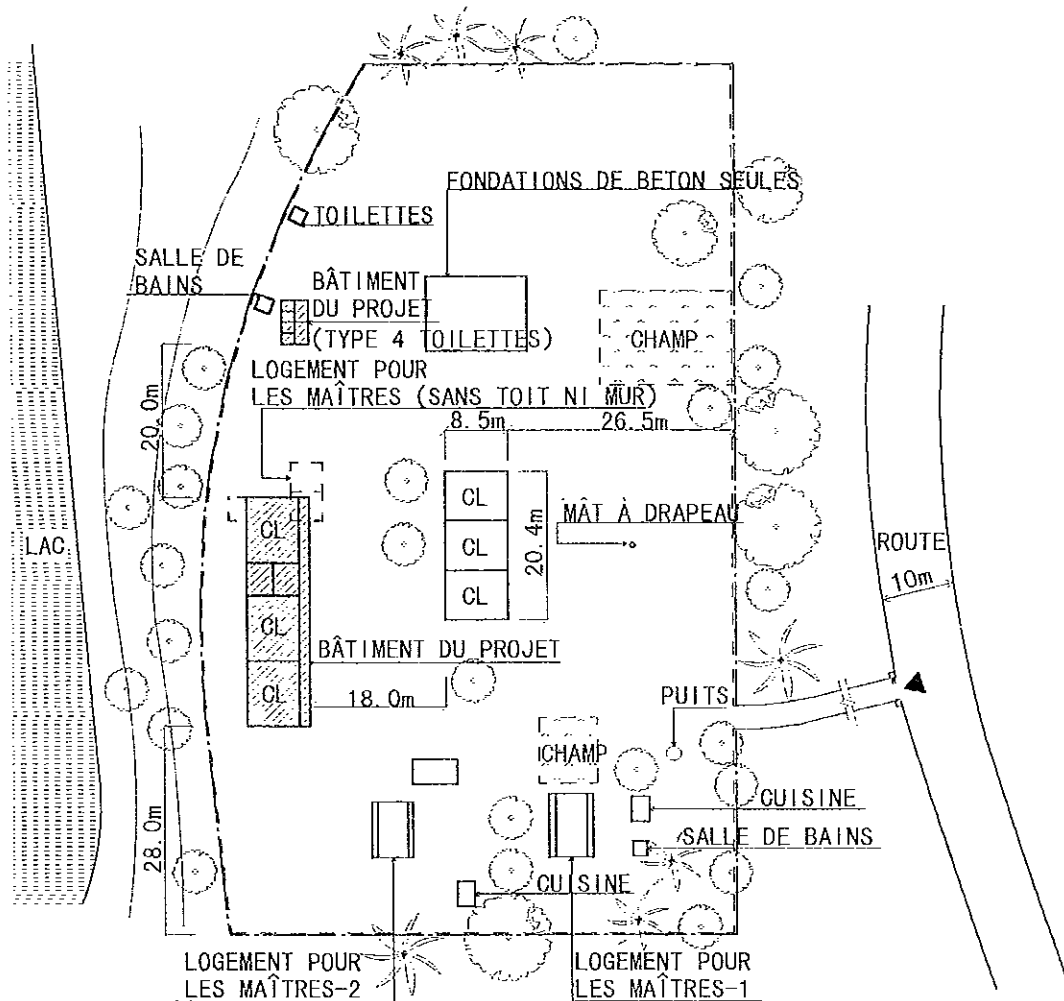 FONDATIONS DE BETON SEULES
TOILETTES
SALLE DE
BAINS
BÂTIMENT
DU PROJET
(TYPE 4 TOILETTES)
CHAMP
LOGEMENT POUR
LES MAÎTRES (SANS TOIT NI MUR)
20.0m
8.5m
26.5m
CL
CL
CL
20.4m
MÂT À DRAPEAU
ROUTE
10m
LAC
CL
CL
CL
BÂTIMENT DU PROJET
18.0m
PUITS
CHAMP
28.0m
CUISINE
SALLE DE BAINS
CUISINE
LOGEMENT POUR
LES MAÎTRES-2
LOGEMENT POUR
LES MAÎTRES-1